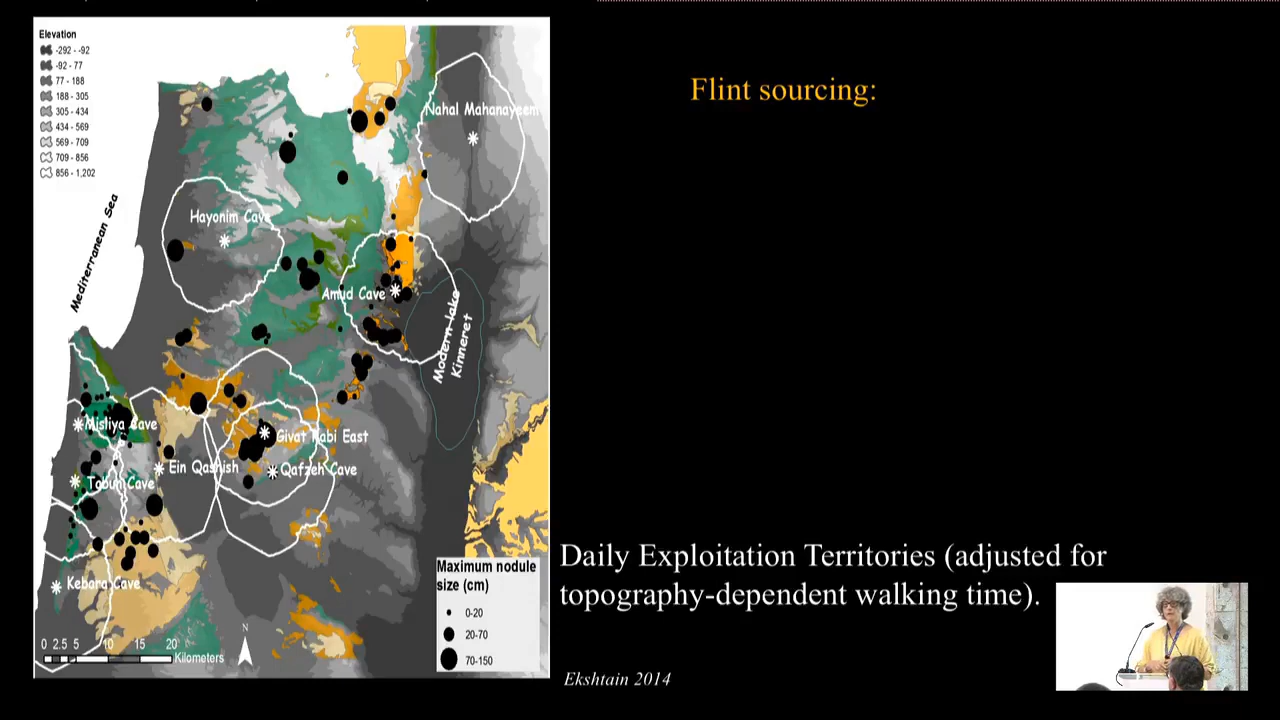 Elevation
-292 - -92
-92 - 77
77 - 188
188 - 305
305 - 434
434 - 569
569 - 709
709 - 856
856 - 1,202
Flint sourcing:
Nahal Mahanayeem
Mediterranean Sea
Hayonim Cave
Amud Cave
Modern lake
Kinneret
Misliya Cave
Givat Rabi East
Ein Qashish
Qafzeh Cave
Tabun Cave
Kebara Cave
Maximum nodule
size (cm)
0-20
20-70
70-150
N
0 2.5 5 10 15 20
Kilometers
Daily Exploitation Territories (adjusted for
topography-dependent walking time).
Ekshtain 2014